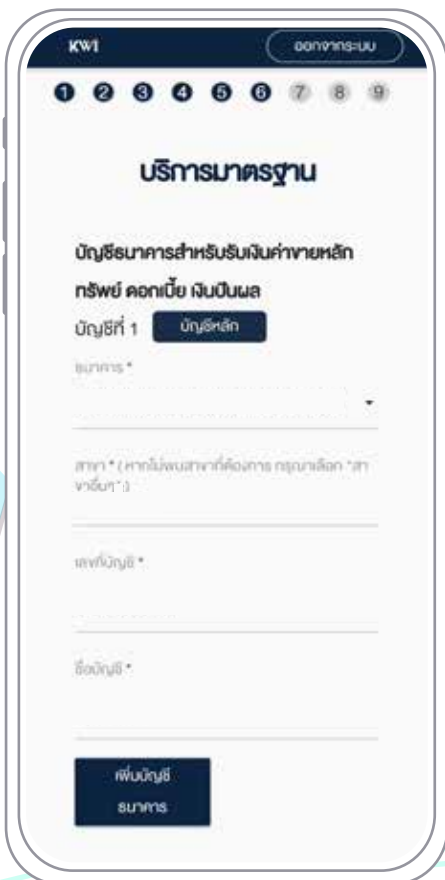 KWI
ออกจากระบบ
1 2 3 4 5 6 7 8 9
บริการมาตรฐาน
บัญชีธนาคารสำหรับรับเงินค่าขายหลัก
ทรัพย์ ดอกเบี้ย เงินปันผล
บัญชีที่ 1 บัญชีหลัก
ธนาคาร *
สาขา * ( หากไม่พบสาขาที่ต้องการ กรุณาเลือก "สา
ขาอื่นๆ" )
เลขที่บัญชี *
ชื่อบัญชี *
เพิ่มบัญชี
ธนาคาร